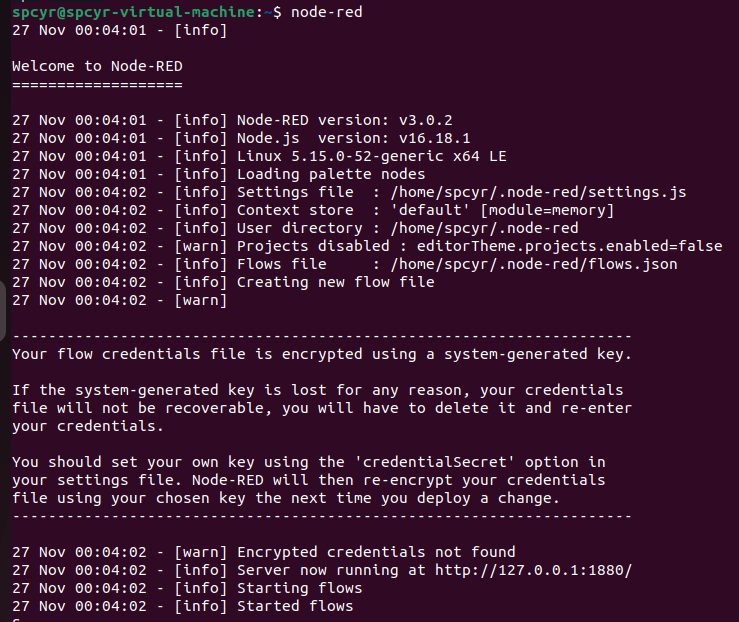 spcyr@spcyr-virtual-machine:~$ node-red
27 Nov 00:04:01 - [info]
Welcome to Node-RED
===================
27 Nov 00:04:01 - [info] Node-RED version: v3.0.2
27 Nov 00:04:01 - [info] Node.js  version: v16.18.1
27 Nov 00:04:01 - [info] Linux 5.15.0-52-generic x64 LE
27 Nov 00:04:01 - [info] Loading palette nodes
27 Nov 00:04:02 - [info] Settings file  : /home/spcyr/.node-red/settings.js
27 Nov 00:04:02 - [info] Context store  : 'default' [module=memory]
27 Nov 00:04:02 - [info] User directory : /home/spcyr/.node-red
27 Nov 00:04:02 - [warn] Projects disabled : editorTheme.projects.enabled=false
27 Nov 00:04:02 - [info] Flows file     : /home/spcyr/.node-red/flows.json
27 Nov 00:04:02 - [info] Creating new flow file
27 Nov 00:04:02 - [warn]
---------------------------------------------------------------------
Your flow credentials file is encrypted using a system-generated key.
If the system-generated key is lost for any reason, your credentials
file will not be recoverable, you will have to delete it and re-enter
your credentials.
You should set your own key using the 'credentialSecret' option in
your settings file. Node-RED will then re-encrypt your credentials
file using your chosen key the next time you deploy a change.
---------------------------------------------------------------------
27 Nov 00:04:02 - [warn] Encrypted credentials not found
27 Nov 00:04:02 - [info] Server now running at http://127.0.0.1:1880/
27 Nov 00:04:02 - [info] Starting flows
27 Nov 00:04:02 - [info] Started flows